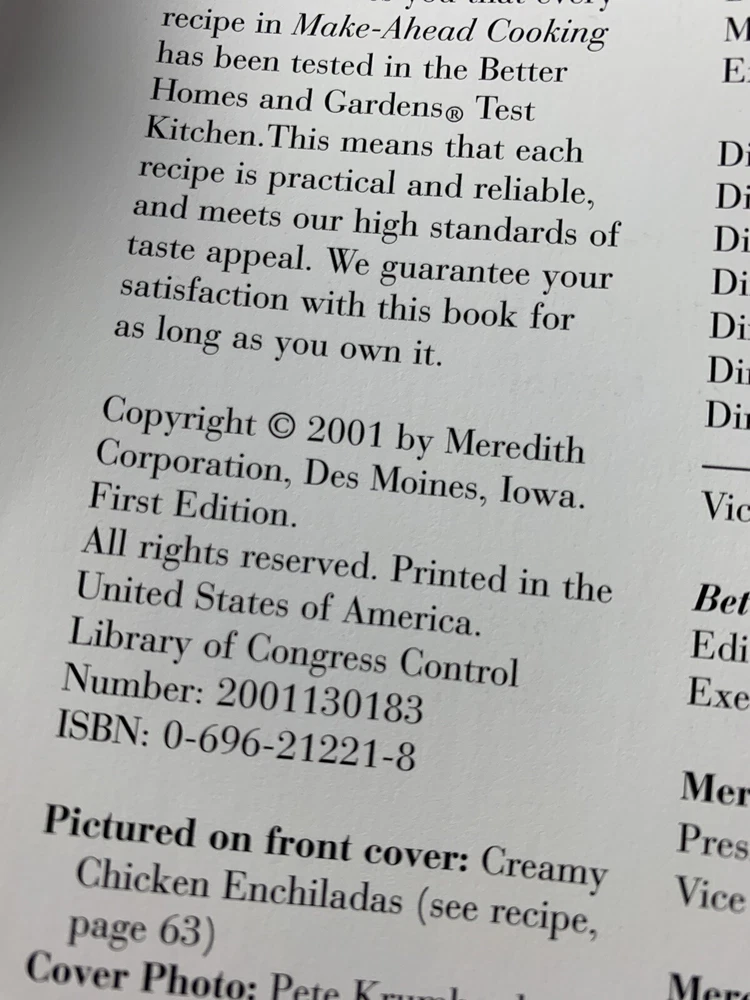 recipe in Make-Ahead Cooking
has been tested in the Better
Homes and Gardens® Test
Kitchen.This means that each
recipe is practical and reliable,
and meets our high standards of
taste appeal. We guarantee your
satisfaction with this book for
as long as you own it.
Copyright © 2001 by Meredith
Corporation, Des Moines, Iowa.
First Edition.
All rights reserved. Printed in the
United States of America.
Library of Congress Control
Number: 2001130183
ISBN: 0-696-21221-8
Pictured on front cover: Creamy
Chicken Enchiladas (see recipe,
page 63)
Cover Photo: Pete
Vice